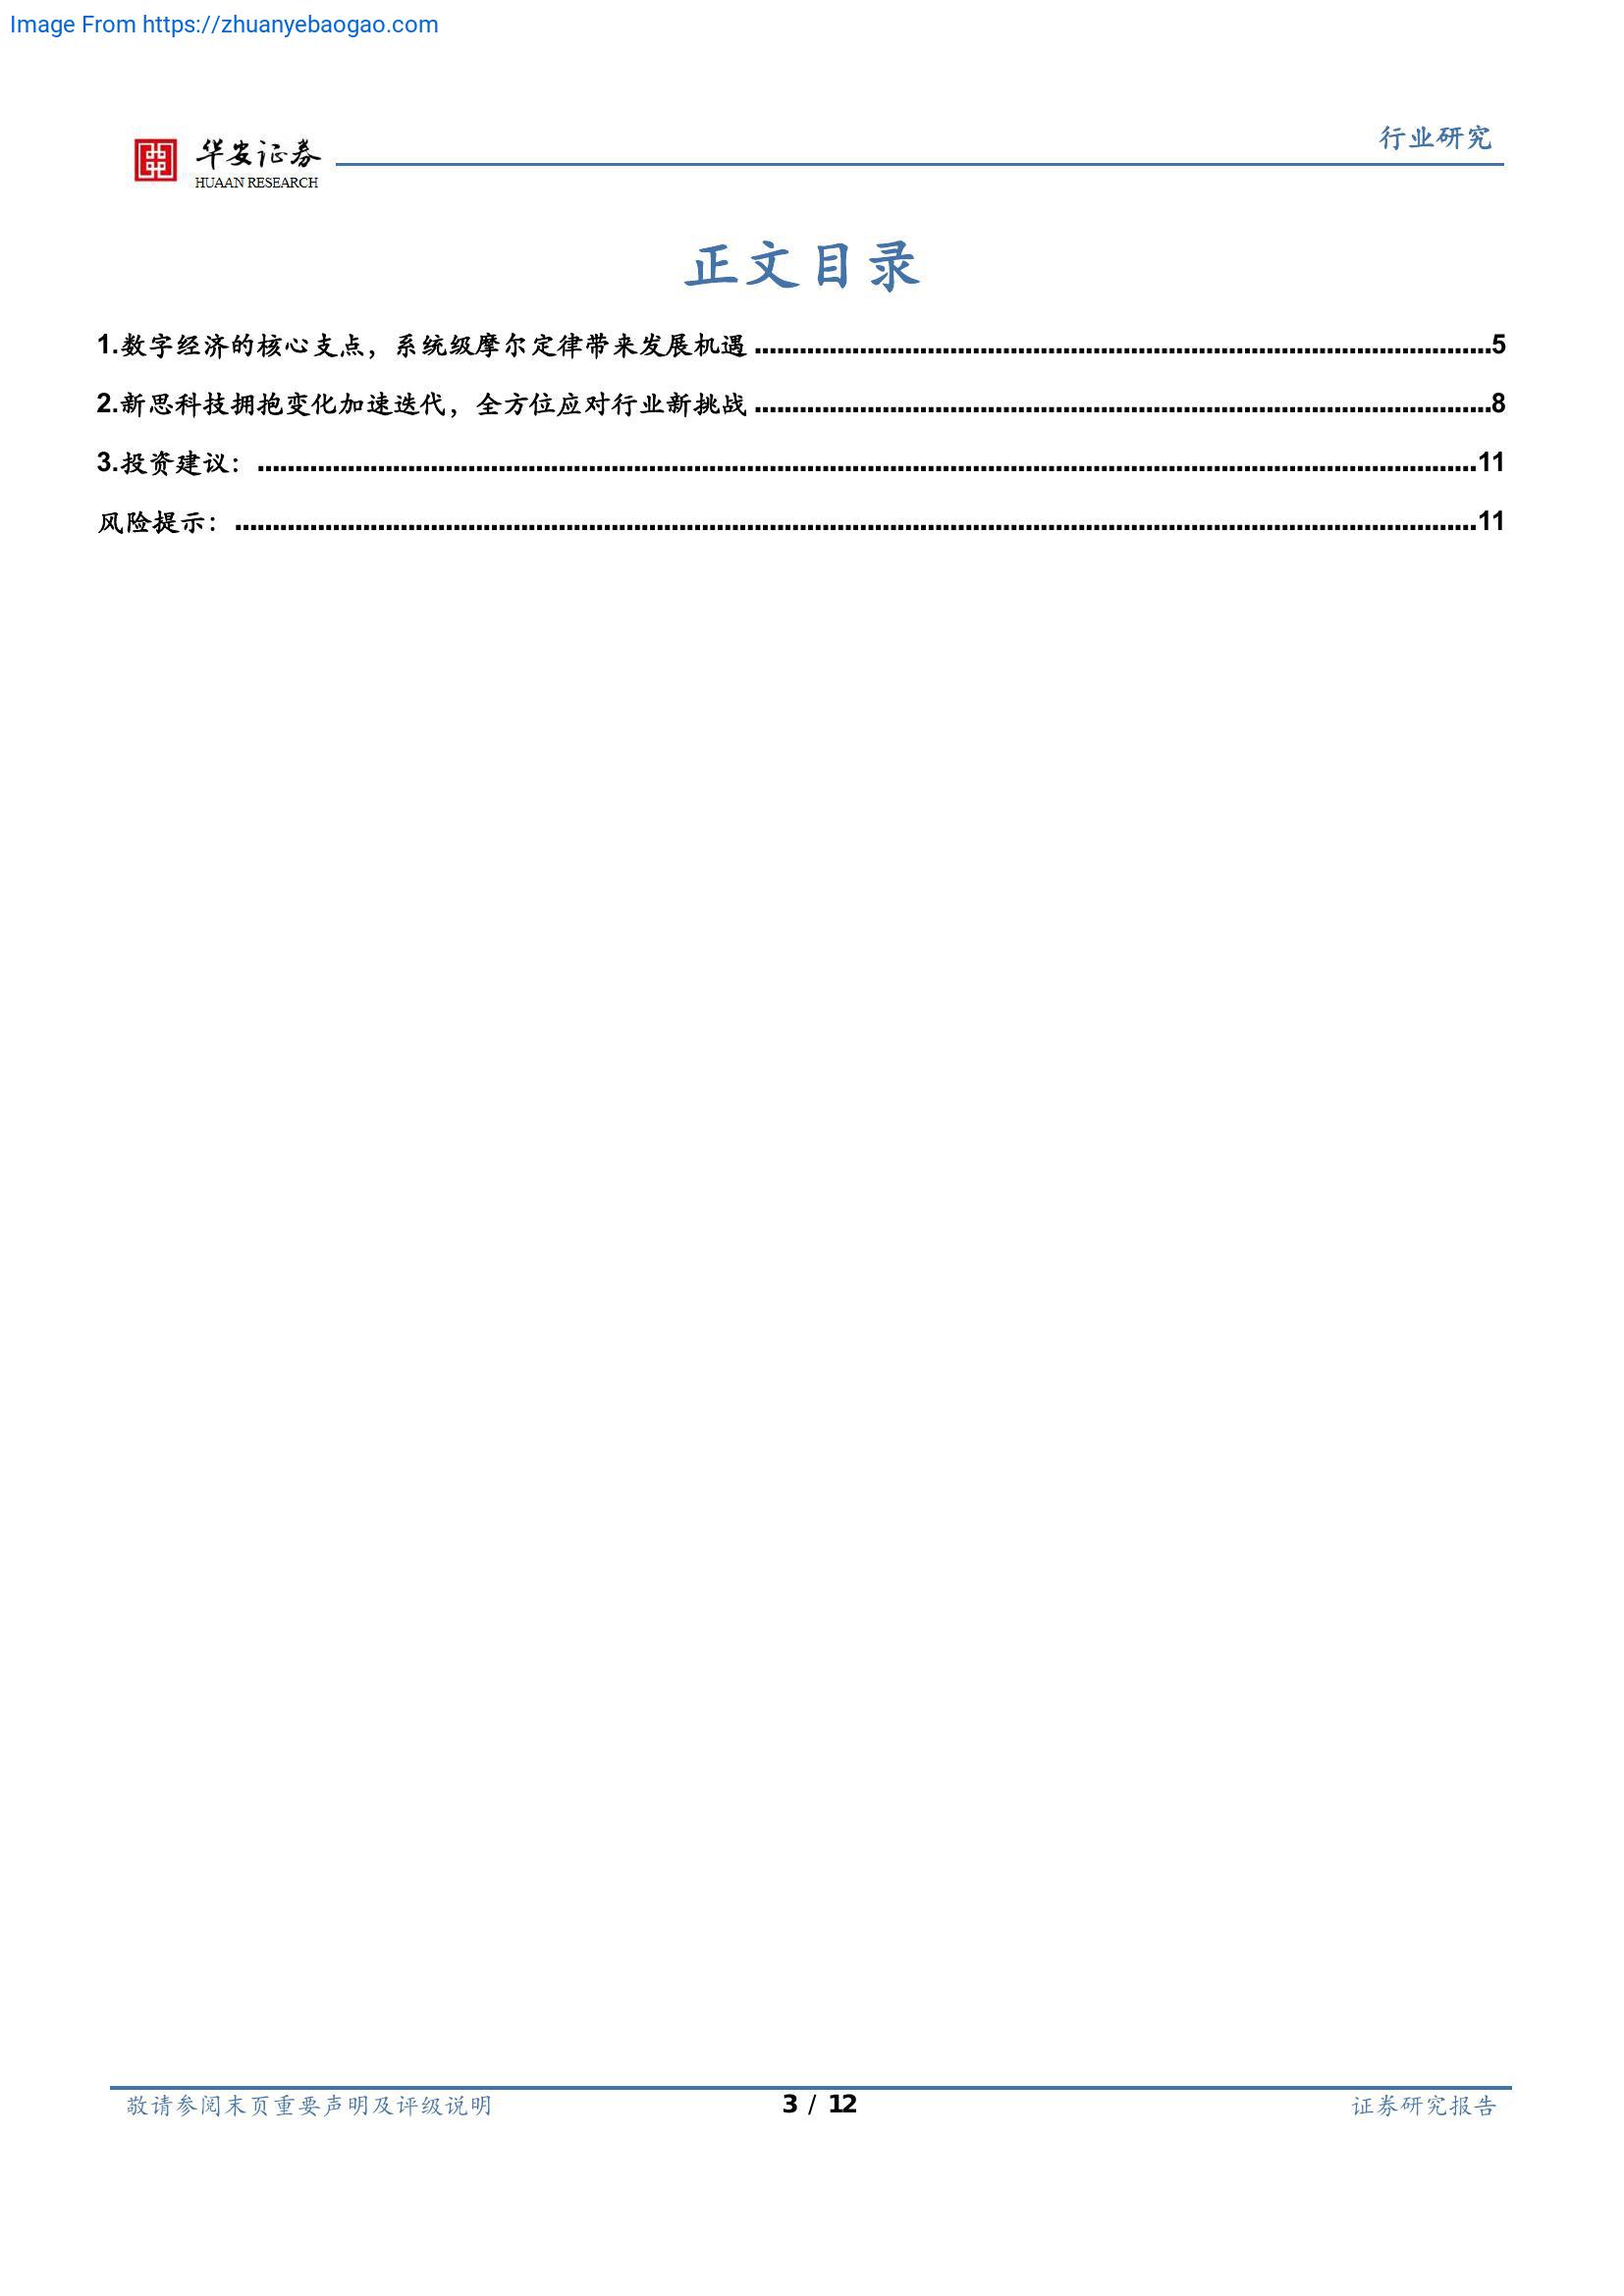 Image From https://zhuanyebaogao.com
行业研究
华安证券
HUAAN RESEARCH
正文目录
1.数字经济的核心支点，系统级摩尔定律带来发展机遇 ........................................................5
2.新思科技拥抱变化加速迭代，全方位应对行业新挑战 ........................................................8
3.投资建议： ........................................................11
风险提示： ........................................................11
敬请参阅末页重要声明及评级说明
3 / 12
证券研究报告